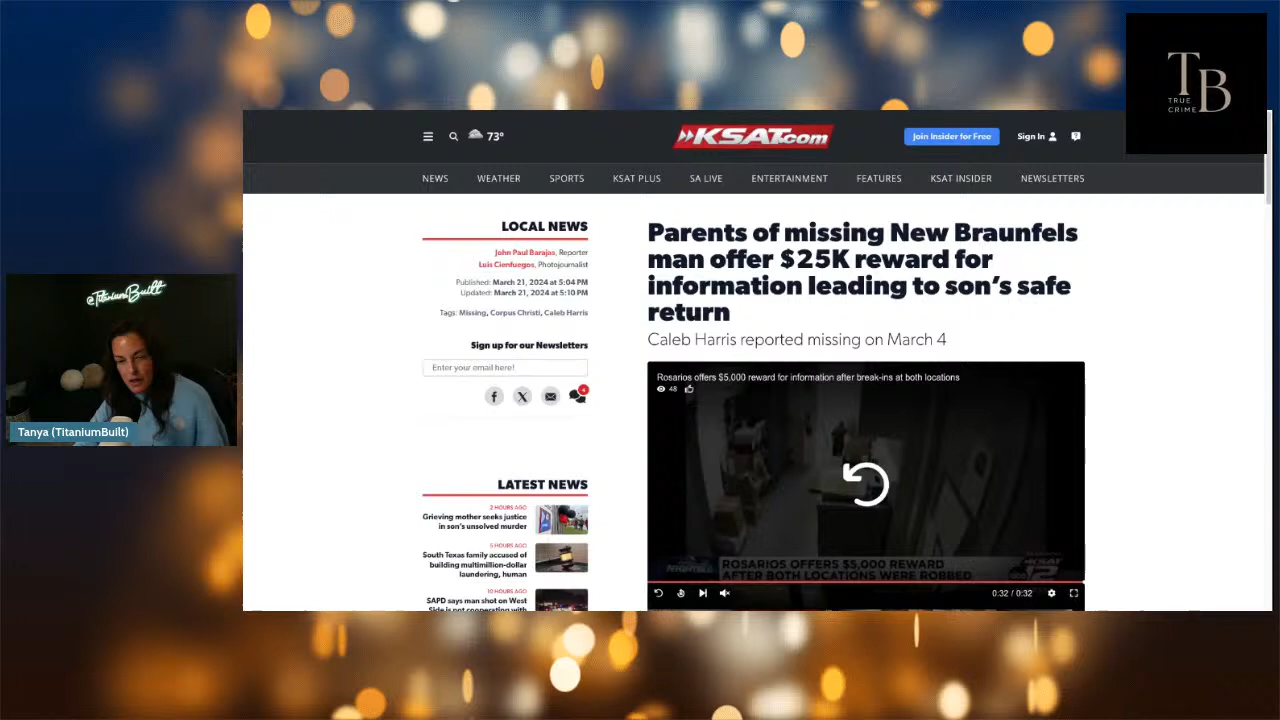 TB
TRUE
CRIME
73°
KSAT.com
Join Insider for Free
Sign In
NEWS WEATHER SPORTS KSAT PLUS SA LIVE ENTERTAINMENT FEATURES KSAT INSIDER NEWSLETTERS
LOCAL NEWS
John Paul Barajas, Reporter
Luis Cienfuegos, Photojournalist
Published: March 21, 2024 at 5:04 PM
Updated: March 21, 2024 at 5:10 PM
Tags: Missing, Corpus Christi, Caleb Harris
Sign up for our Newsletters
Enter your email here!
4
LATEST NEWS
2 HOURS AGO
Grieving mother seeks justice
in son's unsolved murder
5 HOURS AGO
South Texas family accused of
building multimillion-dollar
laundering, human
10 HOURS AGO
SAPD says man shot on West
Side is not cooperating with
Parents of missing New Braunfels
man offer $25K reward for
information leading to son's safe
return
Caleb Harris reported missing on March 4
Rosarios offers $5,000 reward for information after break-ins at both locations
48
ROSARIOS OFFERS $5,000 REWARD
AFTER BOTH LOCATIONS WERE ROBBED
KSAT
12
0:32 / 0:32
@TitaniumBuilt
Tanya (TitaniumBuilt)